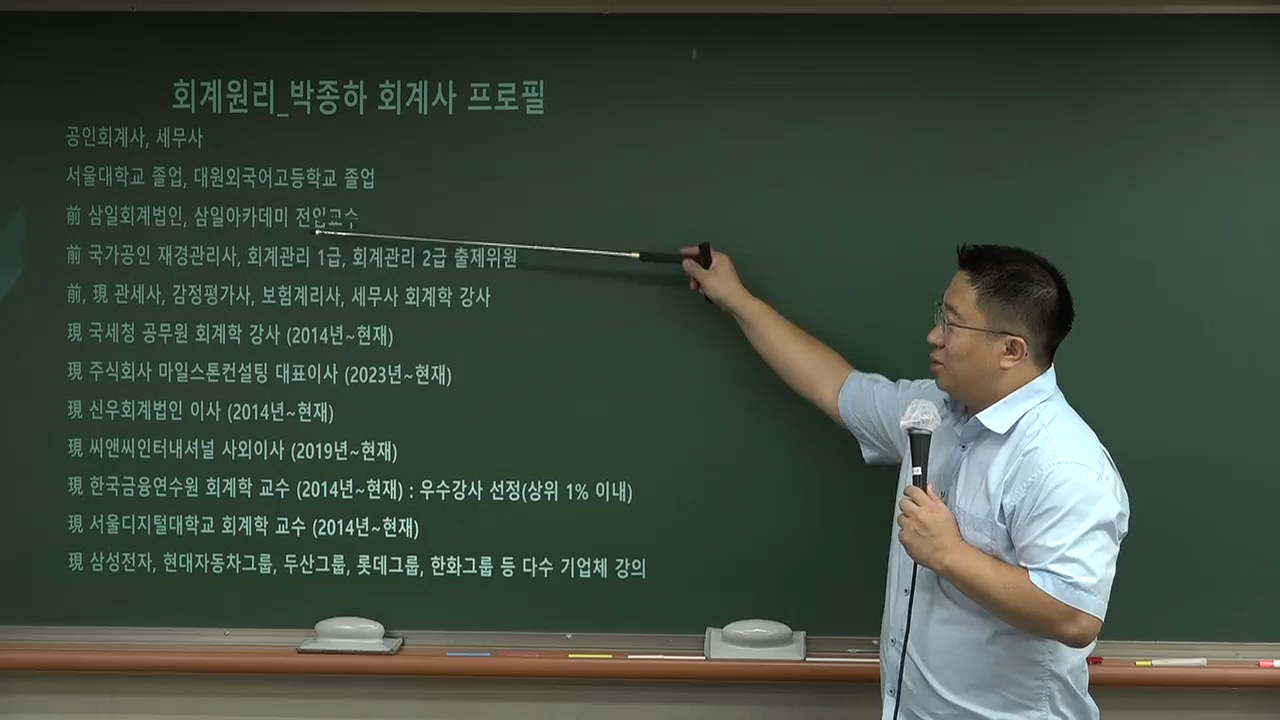 회계원리_박종하 회계사 프로필
공인회계사, 세무사
서울대학교 졸업, 대원외국어고등학교 졸업
前 삼일회계법인, 삼일아카데미 전임교수
前 국가공인 재경관리사, 회계관리 1급, 회계관리 2급 출제위원
前, 現 관세사, 감정평가사, 보험계리사, 세무사 회계학 강사
現 국세청 공무원 회계학 강사 (2014년~현재)
現 주식회사 마일스톤컨설팅 대표이사 (2023년~현재)
現 신우회계법인 이사 (2014년~현재)
現 씨앤씨인터내셔널 사외이사 (2019년~현재)
現 한국금융연수원 회계학 교수 (2014년~현재) : 우수강사 선정(상위 1% 이내)
現 서울디지털대학교 회계학 교수 (2014년~현재)
現 삼성전자, 현대자동차그룹, 두산그룹, 롯데그룹, 한화그룹 등 다수 기업체 강의